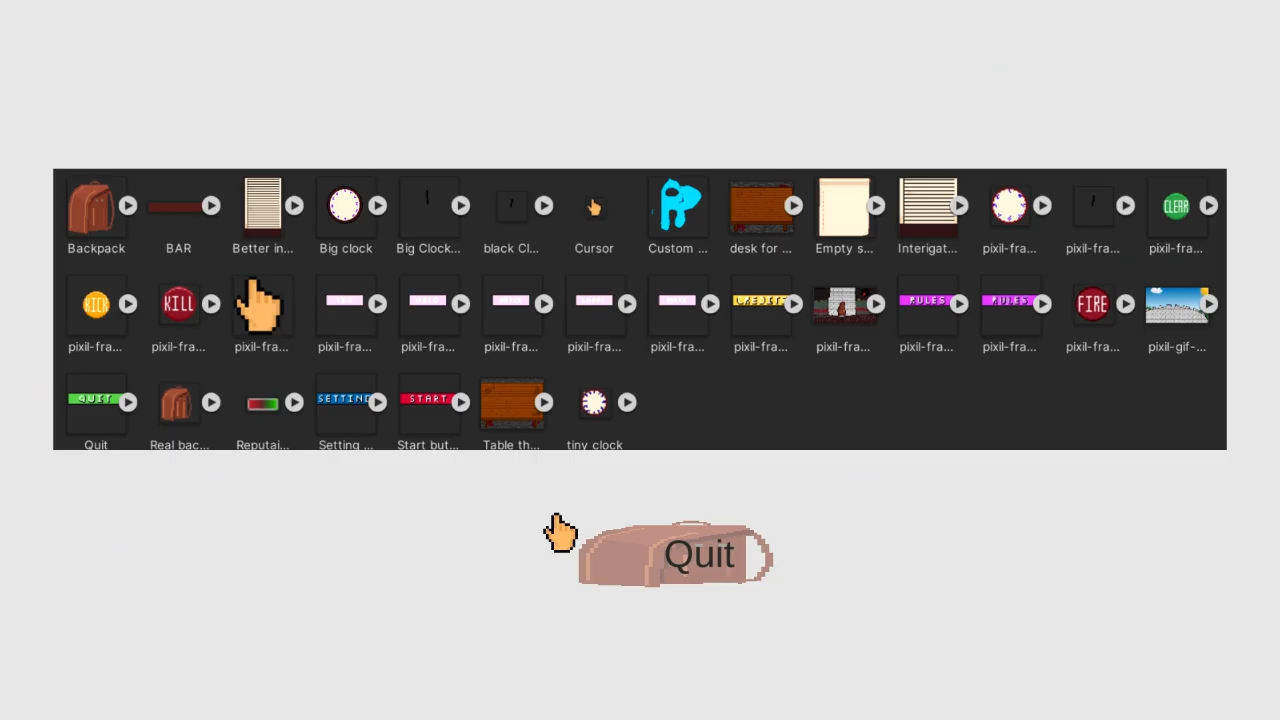 Backpack BAR Better in... Big clock Big Clock... black Cl... Cursor Custom ... desk for ... Empty s... Interigat... pixil-fra... pixil-fra... pixil-fra...
CLEAR
KICK KILL CREDITS RULES RULES FIRE
pixil-fra... pixil-fra... pixil-fra... pixil-fra... pixil-fra... pixil-fra... pixil-fra... pixil-fra... pixil-fra... pixil-fra... pixil-fra... pixil-fra... pixil-fra... pixil-gif-...
QUIT SETTING START
Quit Real bac... Reputai... Setting ... Start but... Table th... tiny clock
Quit